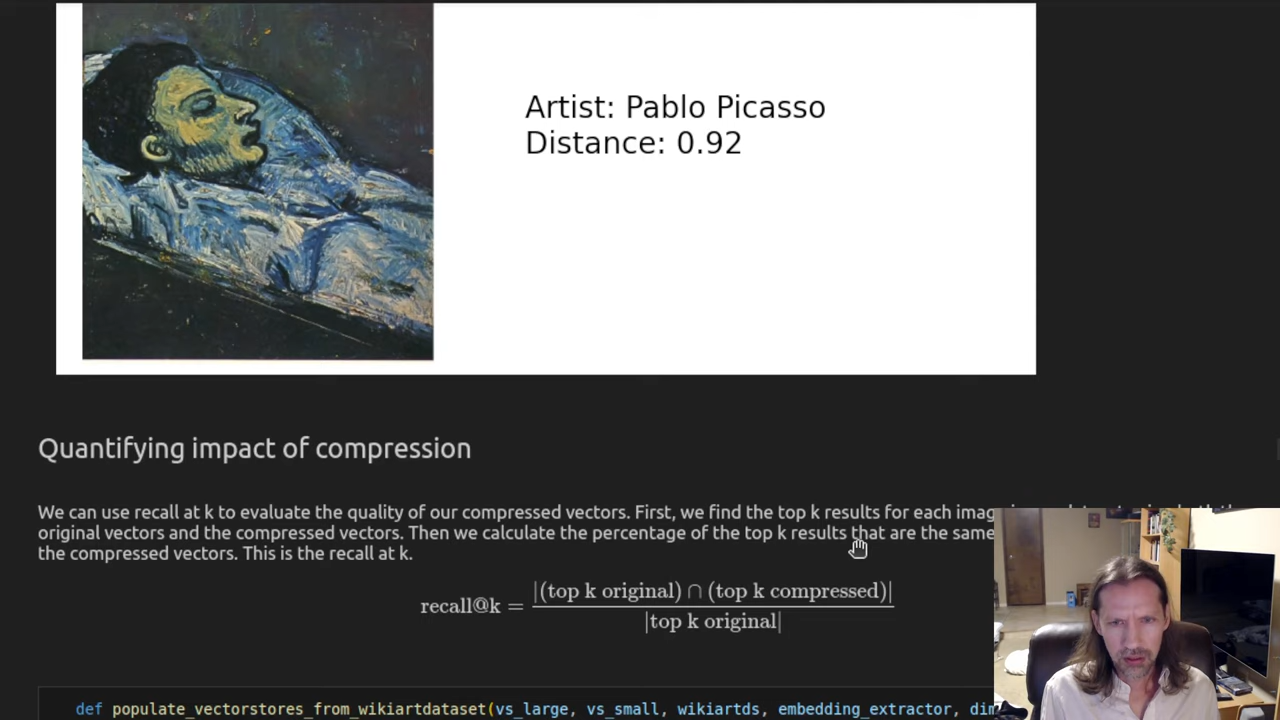 Artist: Pablo Picasso
Distance: 0.92
Quantifying impact of compression
We can use recall at k to evaluate the quality of our compressed vectors. First, we find the top k results for each
original vectors and the compressed vectors. Then we calculate the percentage of the top k results that are the same
the compressed vectors. This is the recall at k.
recall@k = |(top k original) ∩ (top k compressed)|
|top k original|
def populate_vectorstores_from_wikiartdataset(vs_large, vs_small, wikiartds, embedding_extractor, dim